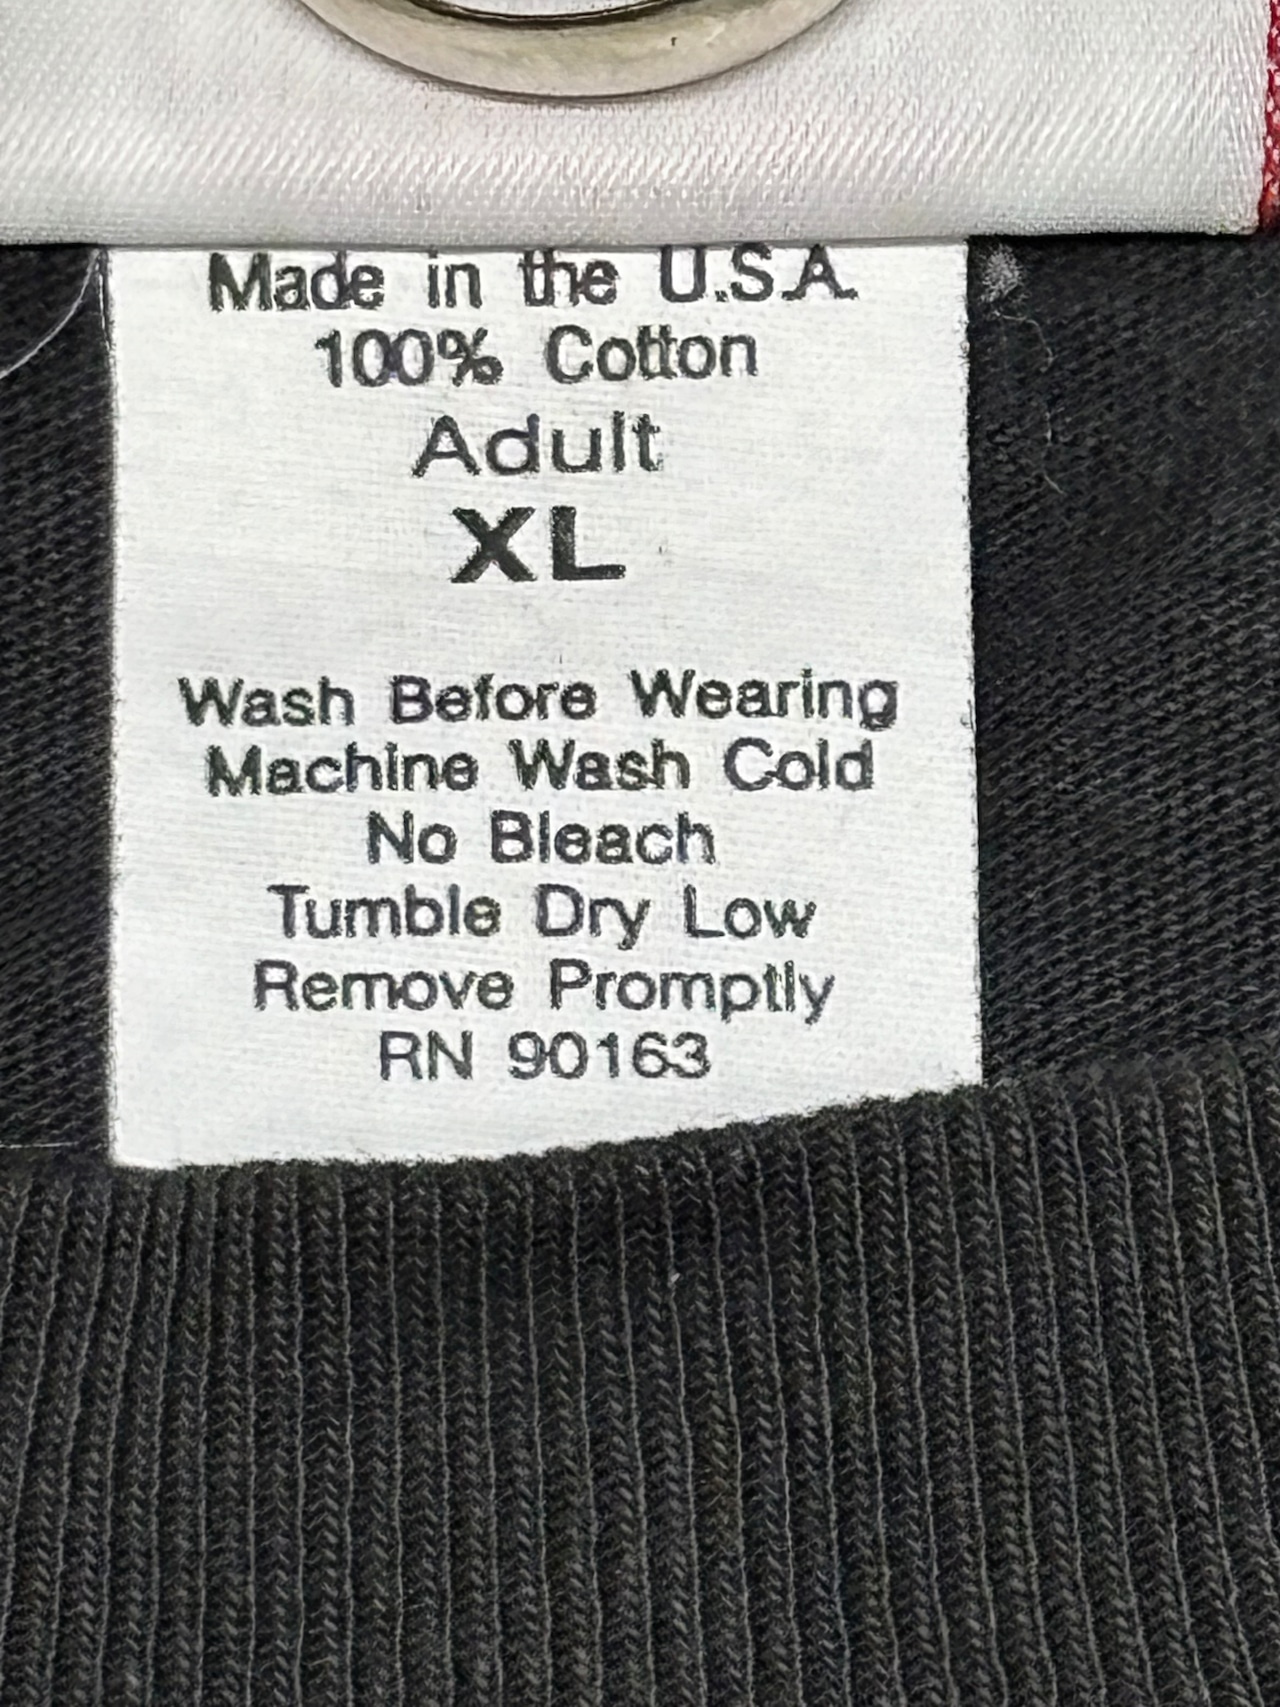 Made in the U.S.A.
100% Cotton
Adult
XL
Wash Before Wearing
Machine Wash Cold
No Bleach
Tumble Dry Low
Remove Promptly
RN 90163